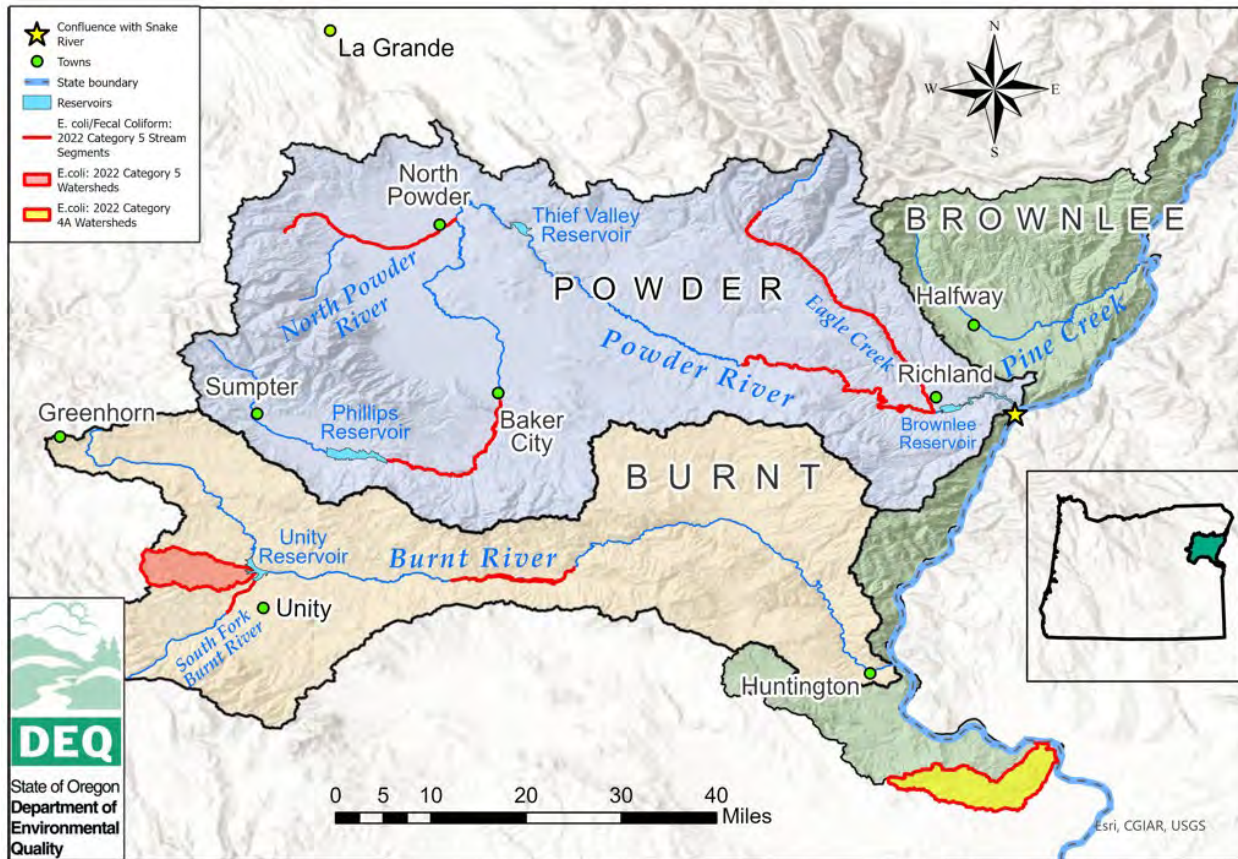 Confluence with Snake
River
Towns
State boundary
Reservoirs
E. coli/Fecal Coliform:
2022 Category 5 Stream
Segments
E.coli: 2022 Category 5
Watersheds
E.coli: 2022 Category
4A Watersheds
La Grande
N
W
E
S
North
Powder
Thief Valley
Reservoir
BROWNLEE
POWDER
North Powder
River
Halfway
Eagle Creek
Pine Creek
Powder River
Richland
Sumpter
Greenhorn
Phillips
Reservoir
Baker
City
Brownlee
Reservoir
BURNT
Unity
Reservoir
Burnt River
Unity
South Fork
Burnt River
Huntington
DEQ
State of Oregon
Department of
Environmental
Quality
0 5 10 20 30 40
Miles
Esri, CGIAR, USGS